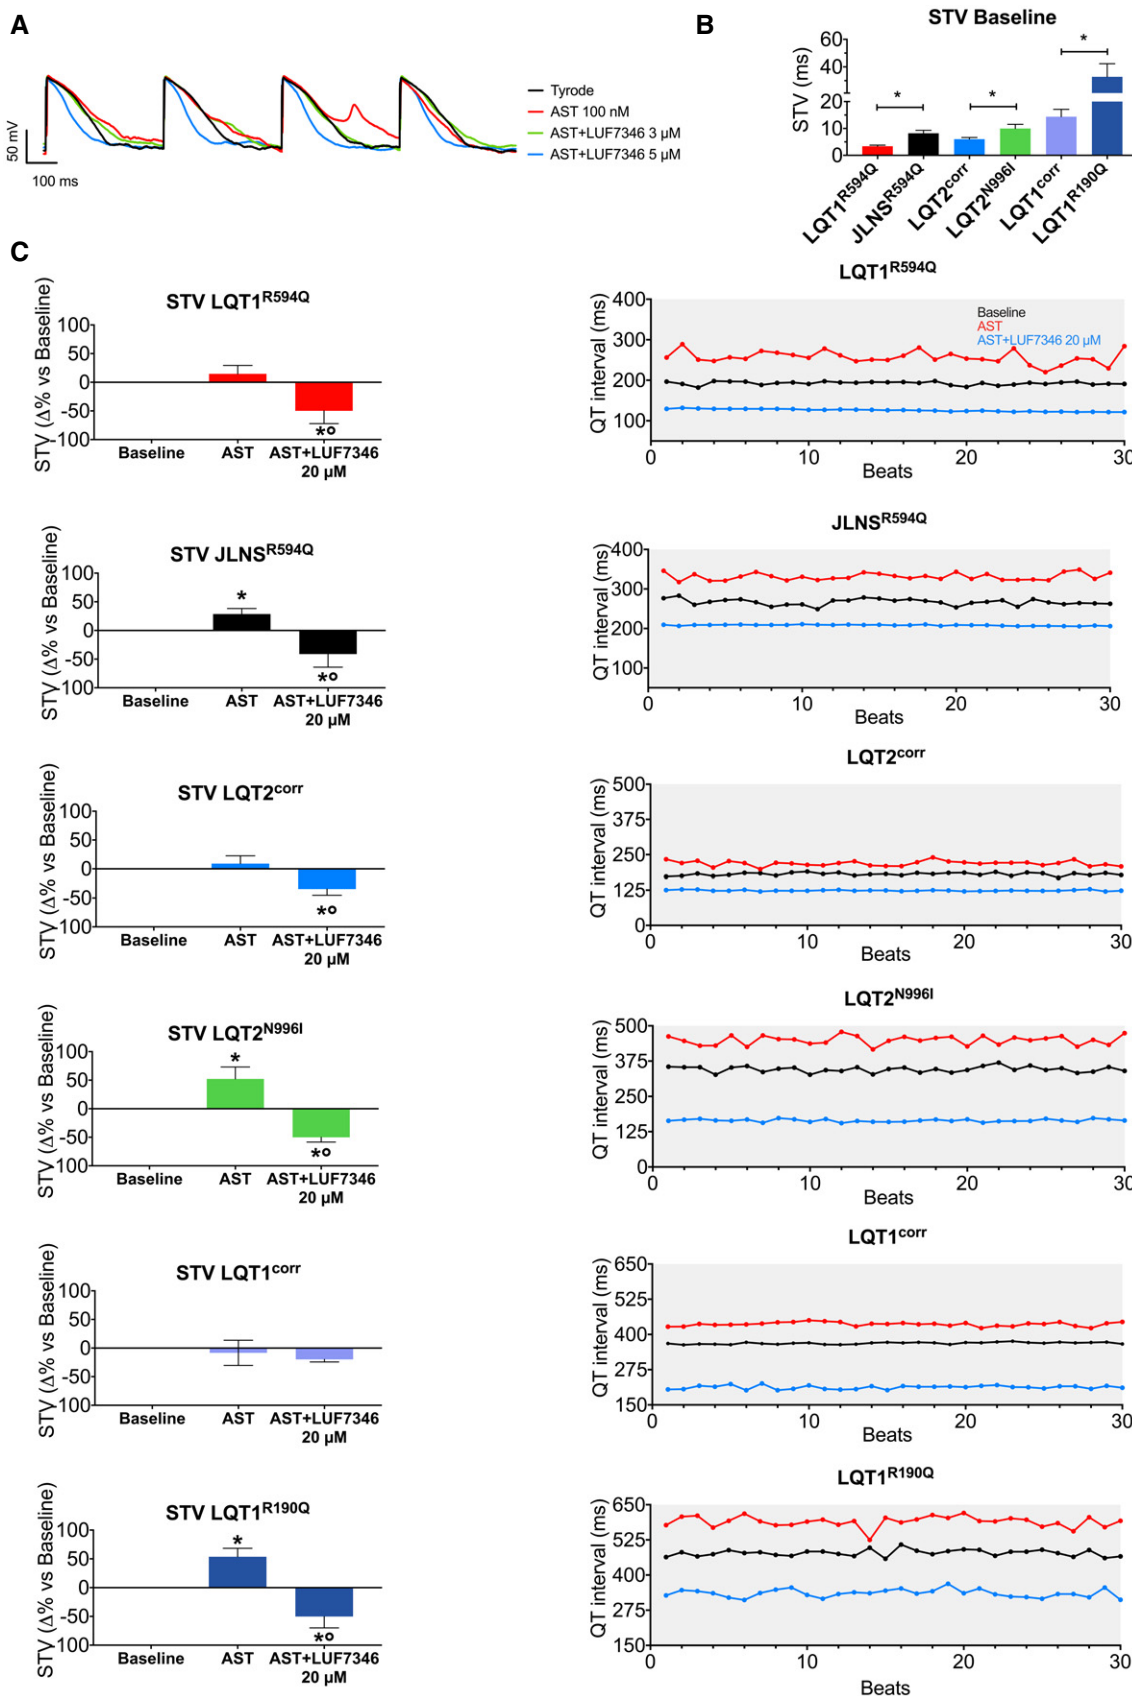 A
50 mV
100 ms
Tyrode
AST 100 nM
AST+LUF7346 3 µM
AST+LUF7346 5 µM
B
STV Baseline
STV (ms)
60
40
20
20
10
0
*
*
*
LQT1R594Q
JLNSR594Q
LQT2corr
LQT2N996I
LQT1corr
LQT1R190Q
C
STV LQT1R594Q
STV (Δ% vs Baseline)
100
50
0
-50
-100
*°
Baseline AST AST+LUF7346
20 µM
LQT1R594Q
QT interval (ms)
400
300
200
100
Baseline
AST
AST+LUF7346 20 µM
0 10 20 30
Beats
STV JLNSR594Q
STV (Δ% vs Baseline)
100
50
0
-50
-100
*
*°
Baseline AST AST+LUF7346
20 µM
JLNSR594Q
QT interval (ms)
400
300
200
100
0 10 20 30
Beats
STV LQT2corr
STV (Δ% vs Baseline)
100
50
0
-50
-100
*°
Baseline AST AST+LUF7346
20 µM
LQT2corr
QT interval (ms)
500
375
250
125
0
0 10 20 30
Beats
STV LQT2N996I
STV (Δ% vs Baseline)
100
50
0
-50
-100
*
*°
Baseline AST AST+LUF7346
20 µM
LQT2N996I
QT interval (ms)
500
375
250
125
0
0 10 20 30
Beats
STV LQT1corr
STV (Δ% vs Baseline)
100
50
0
-50
-100
Baseline AST AST+LUF7346
20 µM
LQT1corr
QT interval (ms)
650
525
400
275
150
0 10 20 30
Beats
STV LQT1R190Q
STV (Δ% vs Baseline)
100
50
0
-50
-100
*
*°
Baseline AST AST+LUF7346
20 µM
LQT1R190Q
QT interval (ms)
650
525
400
275
150
0 10 20 30
Beats